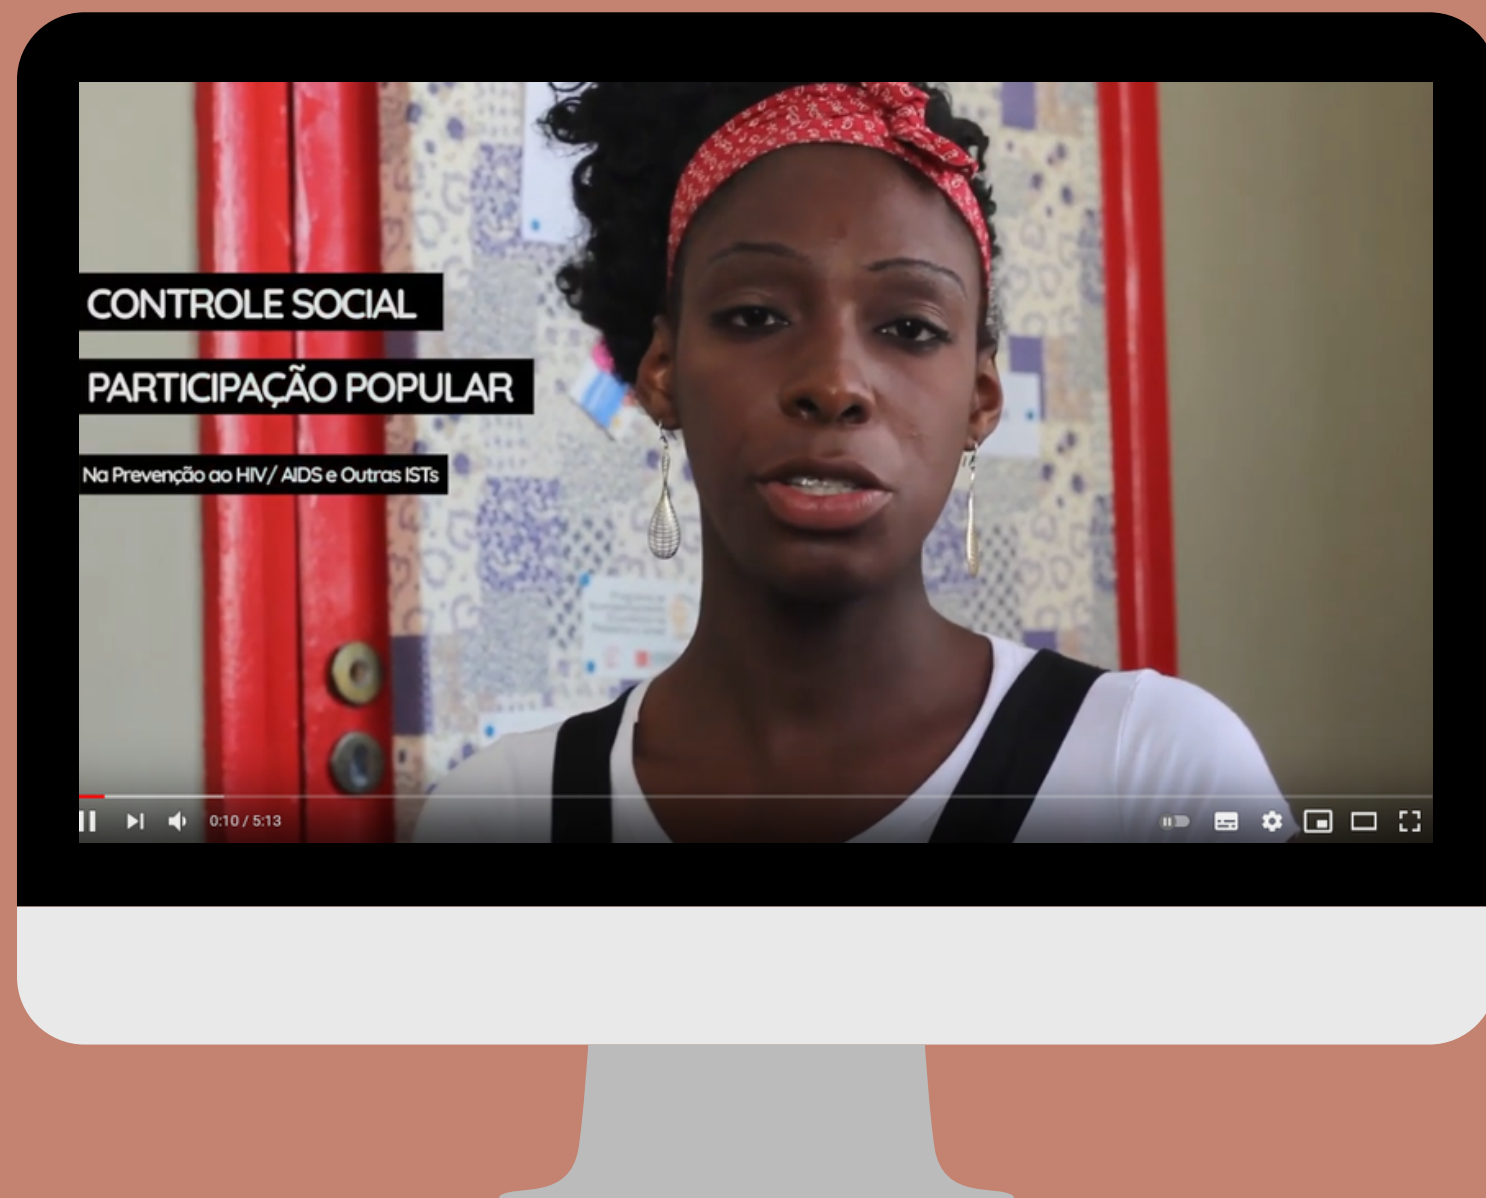 CONTROLE SOCIAL
PARTICIPAÇÃO POPULAR
Na Prevenção ao HIV/ AIDS e Outras ISTs
0:10 / 5:13